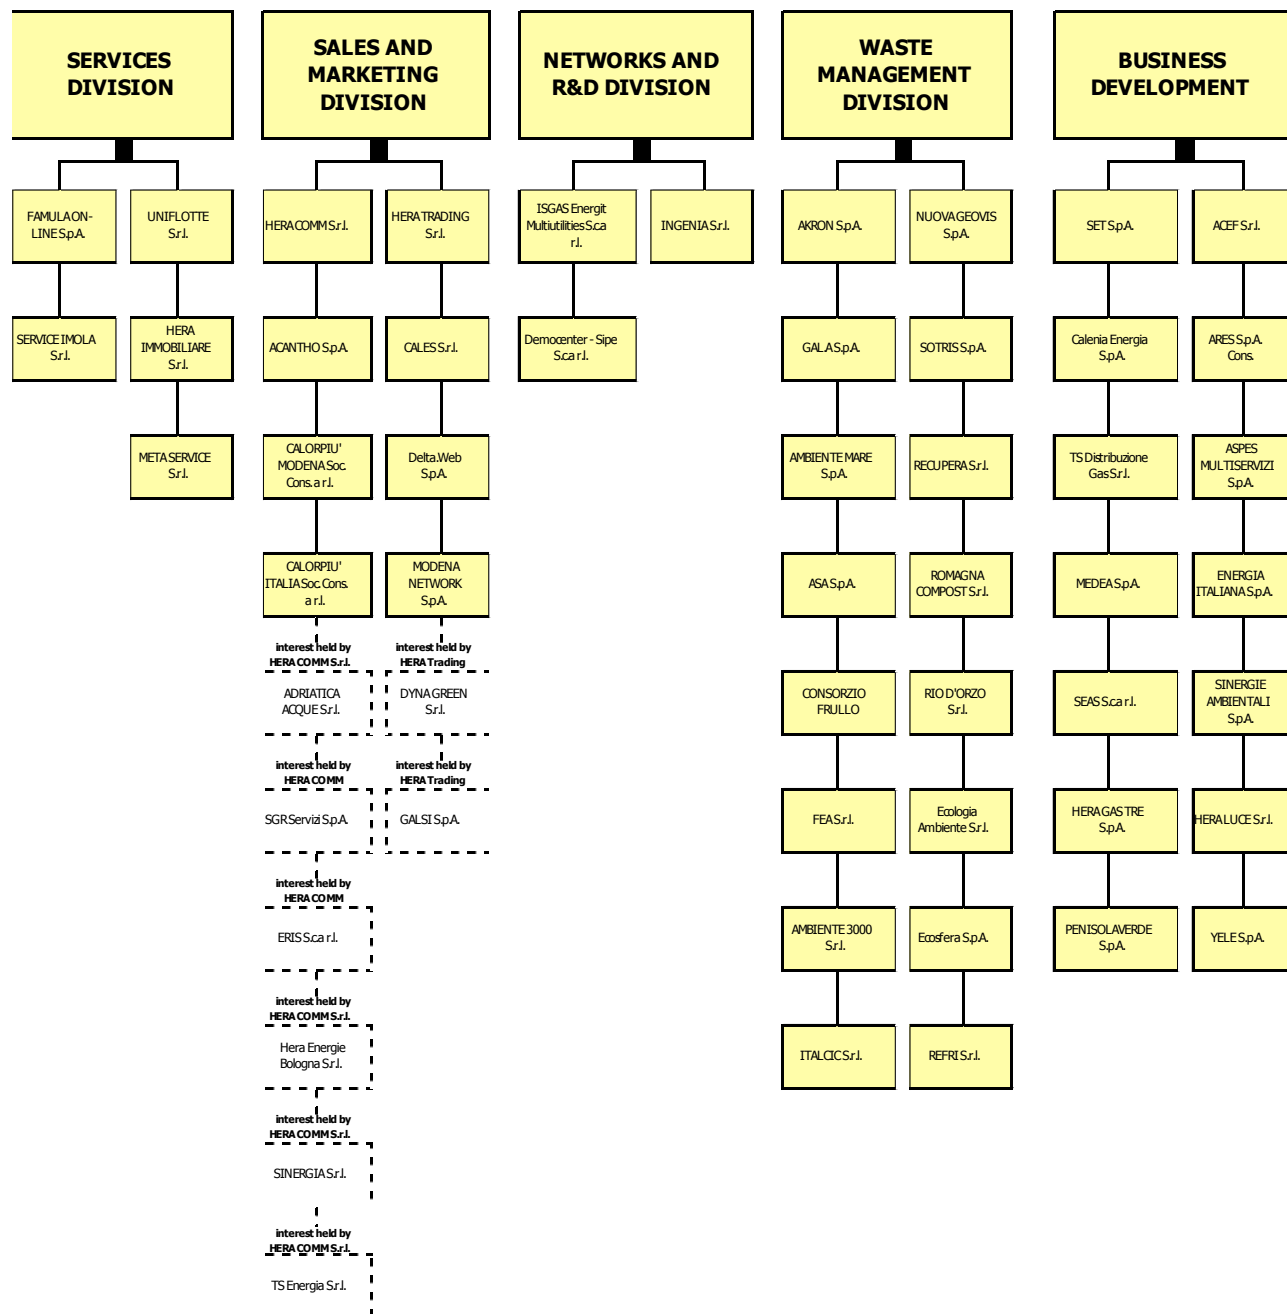 SERVICES
DIVISION
FAMULA ON-
LINE S.p.A.
SERVICE IMOLA
S.r.l.
UNIFLOTTE
S.r.l.
HERA
IMMOBILIARE
S.r.l.
META SERVICE
S.r.l.
SALES AND
MARKETING
DIVISION
HERA COMM S.r.l.
ACANTHO S.p.A.
CALORPIU'
MODENA Soc.
Cons. a r.l.
CALORPIU'
ITALIA Soc. Cons.
a r.l.
interest held by
HERA COMM S.r.l.
ADRIATICA
ACQUE S.r.l.
interest held by
HERA COMM
SGR Servizi S.p.A.
interest held by
HERA COMM
ERIS S.c.a r.l.
interest held by
HERA COMM S.r.l.
Hera Energie
Bologna S.r.l.
interest held by
HERA COMM S.r.l.
SINERGIA S.r.l.
interest held by
HERA COMM S.r.l.
TS Energia S.r.l.
HERA TRADING
S.r.l.
CALES S.r.l.
Delta.Web
S.p.A.
MODENA
NETWORK
S.p.A.
interest held by
HERA Trading
DYNA GREEN
S.r.l.
interest held by
HERA Trading
GALSI S.p.A.
NETWORKS AND
R&D DIVISION
ISGAS Energit
Multiutilities S.c.a
r.l.
Democenter - Sipe
S.c.a r.l.
INGENIA S.r.l.
WASTE
MANAGEMENT
DIVISION
AKRON S.p.A.
GAL.A S.p.A.
AMBIENTE MARE
S.p.A.
ASA S.p.A.
CONSORZIO
FRULLO
FEA S.r.l.
AMBIENTE 3000
S.r.l.
ITALCIC S.r.l.
NUOVA GEOVIS
S.p.A.
SOTRIS S.p.A.
RECUPERA S.r.l.
ROMAGNA
COMPOST S.r.l.
RIO D'ORZO
S.r.l.
Ecologia
Ambiente S.r.l.
Ecosfera S.p.A.
REFRI S.r.l.
BUSINESS
DEVELOPMENT
SET S.p.A.
Calenia Energia
S.p.A.
TS Distribuzione
Gas S.r.l.
MEDEA S.p.A.
SEAS S.c.a r.l.
HERA GAS TRE
S.p.A.
PENISOLAVERDE
S.p.A.
ACEF S.r.l.
ARES S.p.A.
Cons.
ASPES
MULTISERVIZI
S.p.A.
ENERGIA
ITALIANA S.p.A.
SINERGIE
AMBIENTALI
S.p.A.
HERA LUCE S.r.l.
YELE S.p.A.